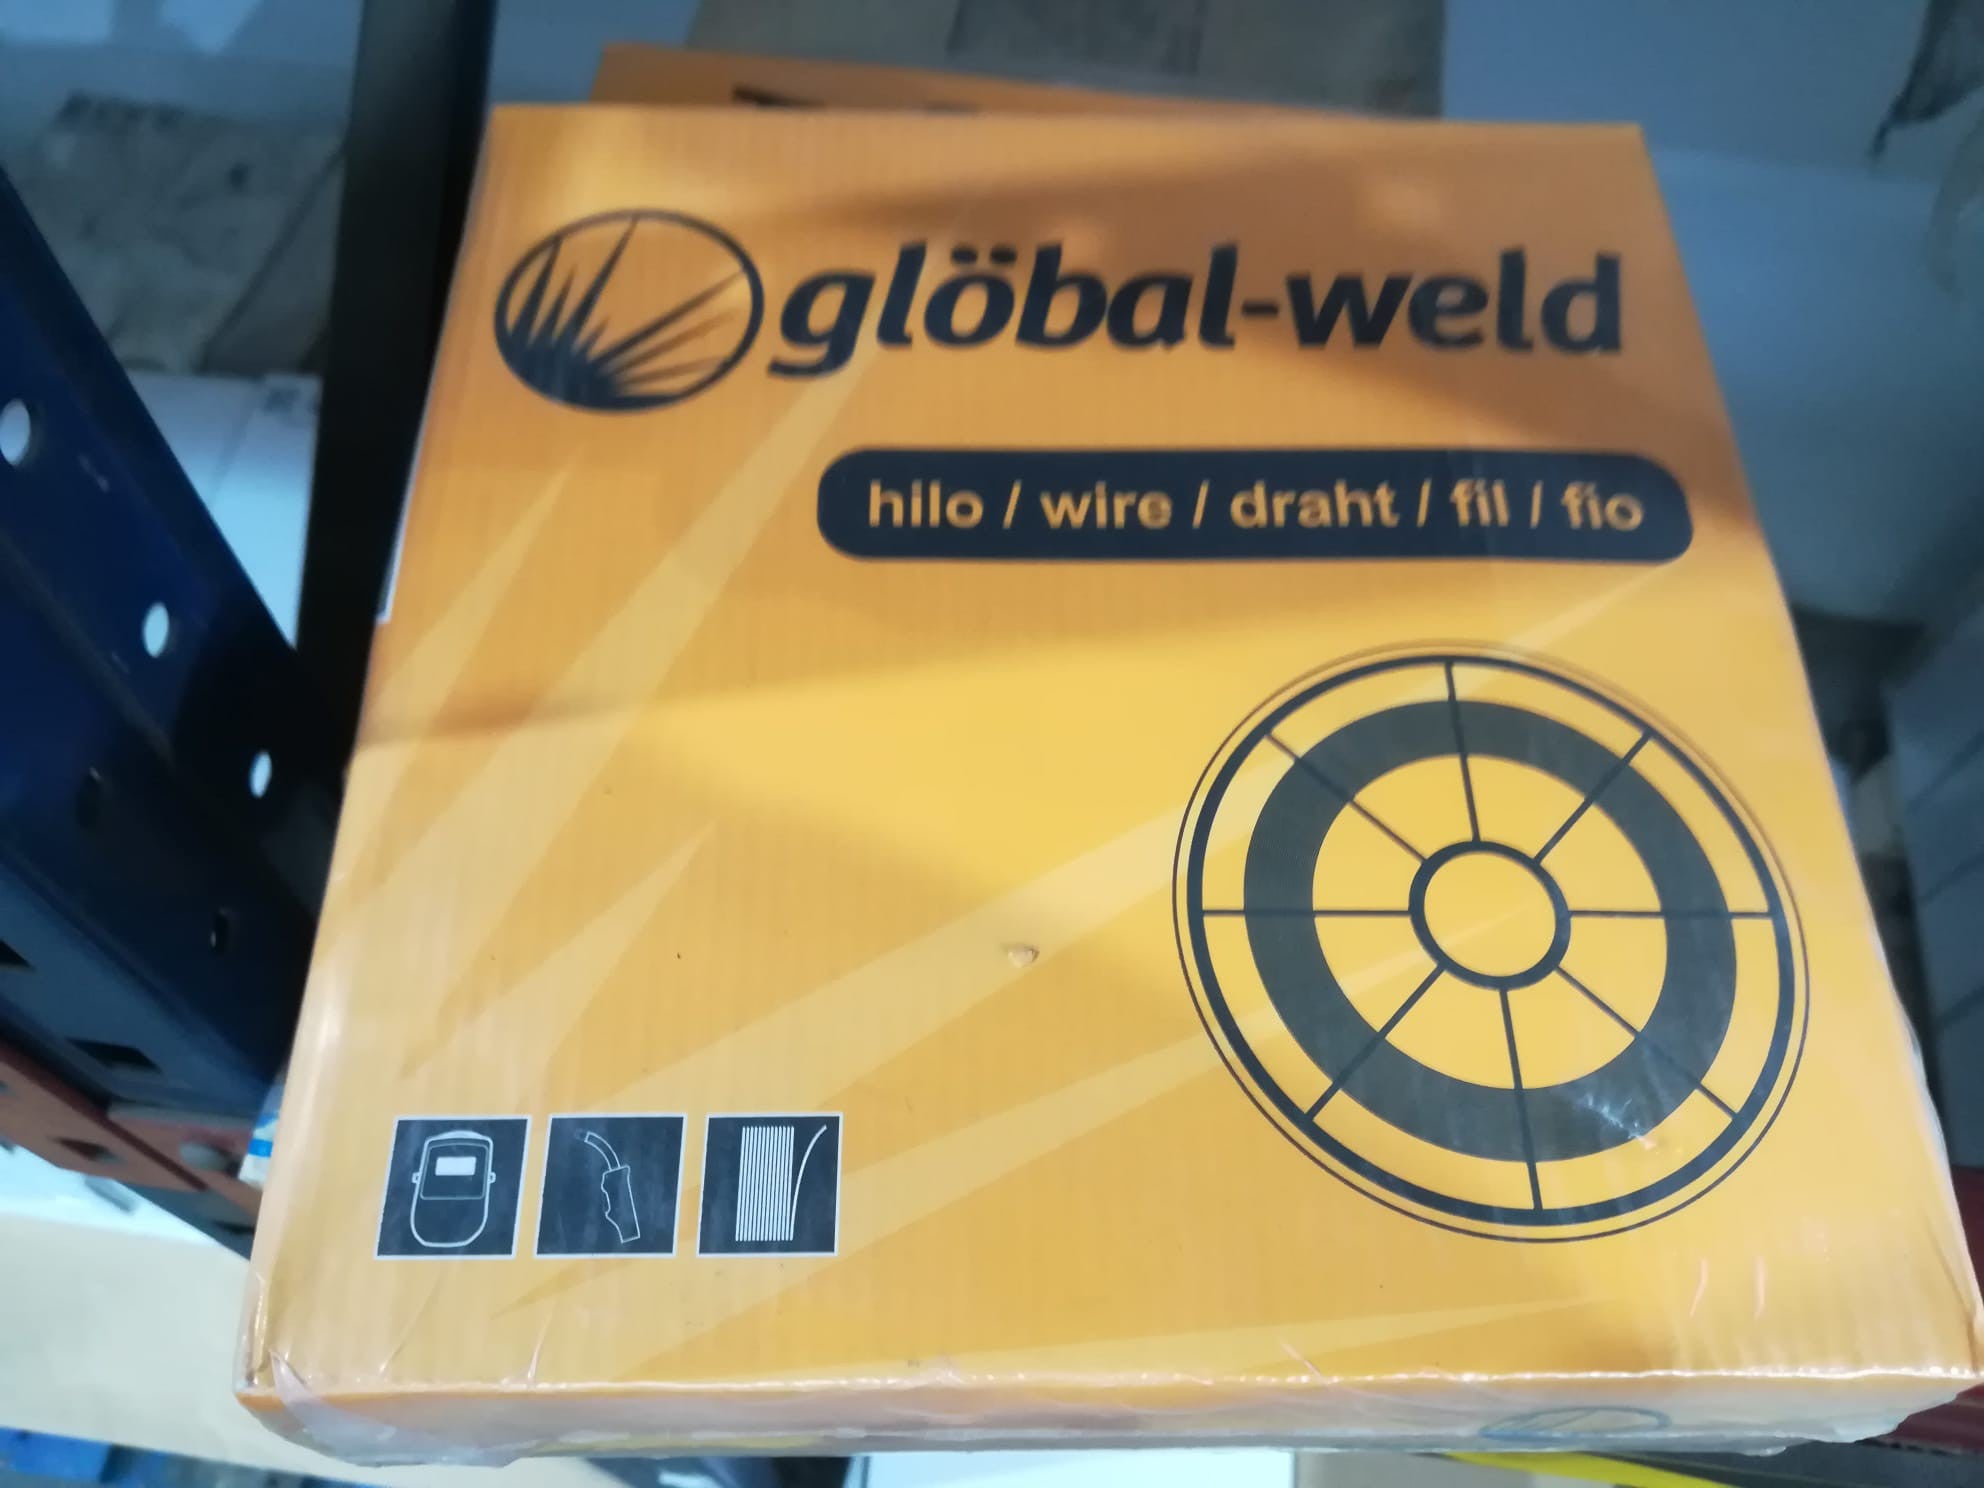 glöbal-weld
hilo / wire / draht / fil / fio